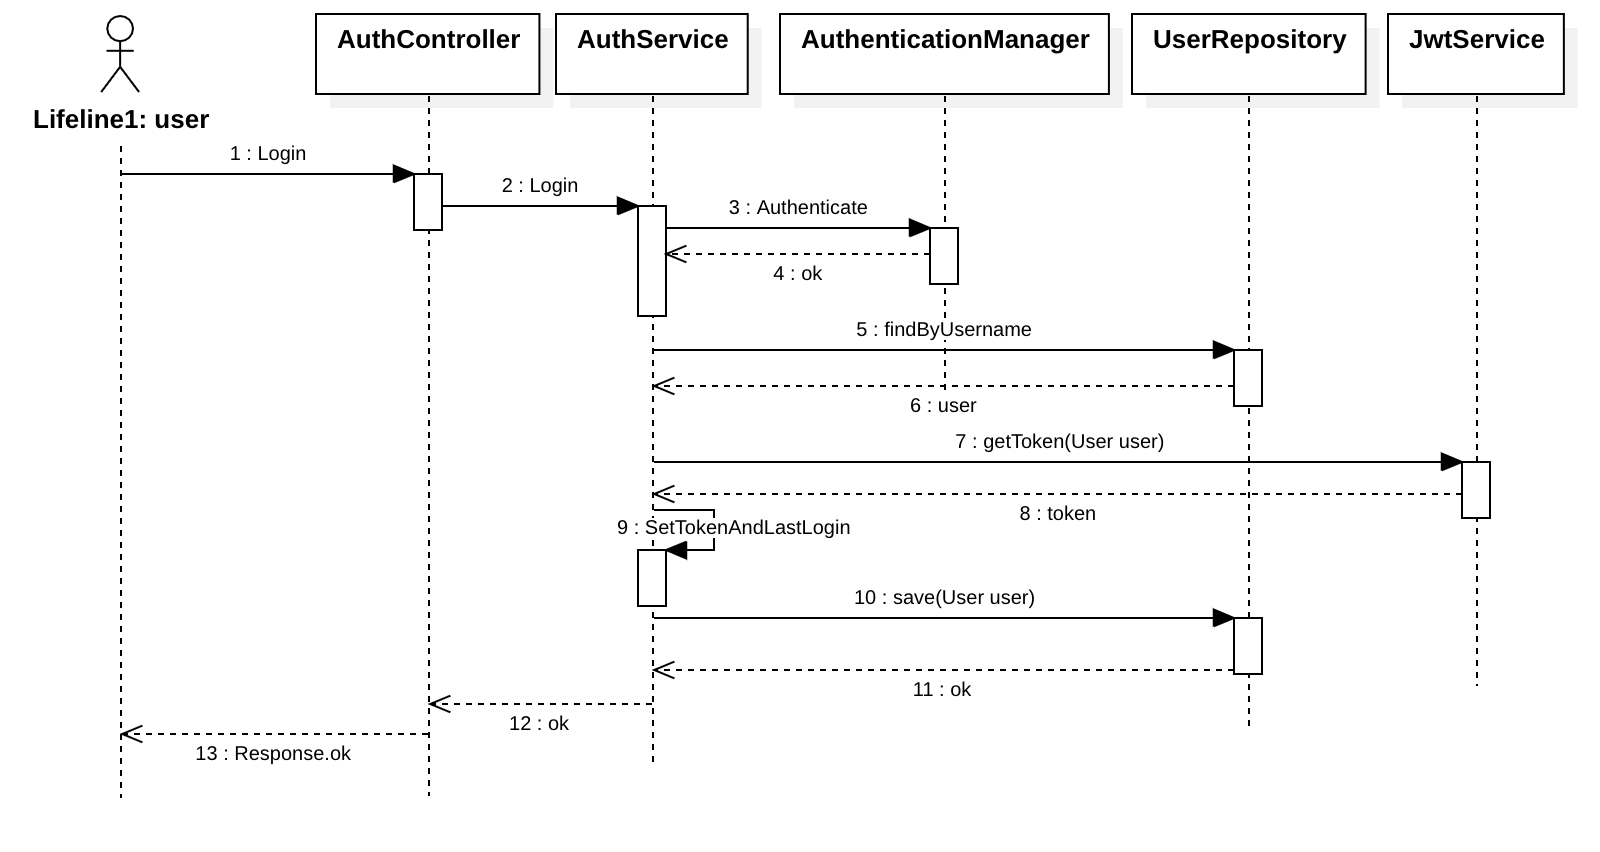 AuthController
AuthService
AuthenticationManager
UserRepository
JwtService
Lifeline1: user
1 : Login
2 : Login
3 : Authenticate
4 : ok
5 : findByUsername
6 : user
7 : getToken(User user)
8 : token
9 : SetTokenAndLastLogin
10 : save(User user)
11 : ok
12 : ok
13 : Response.ok